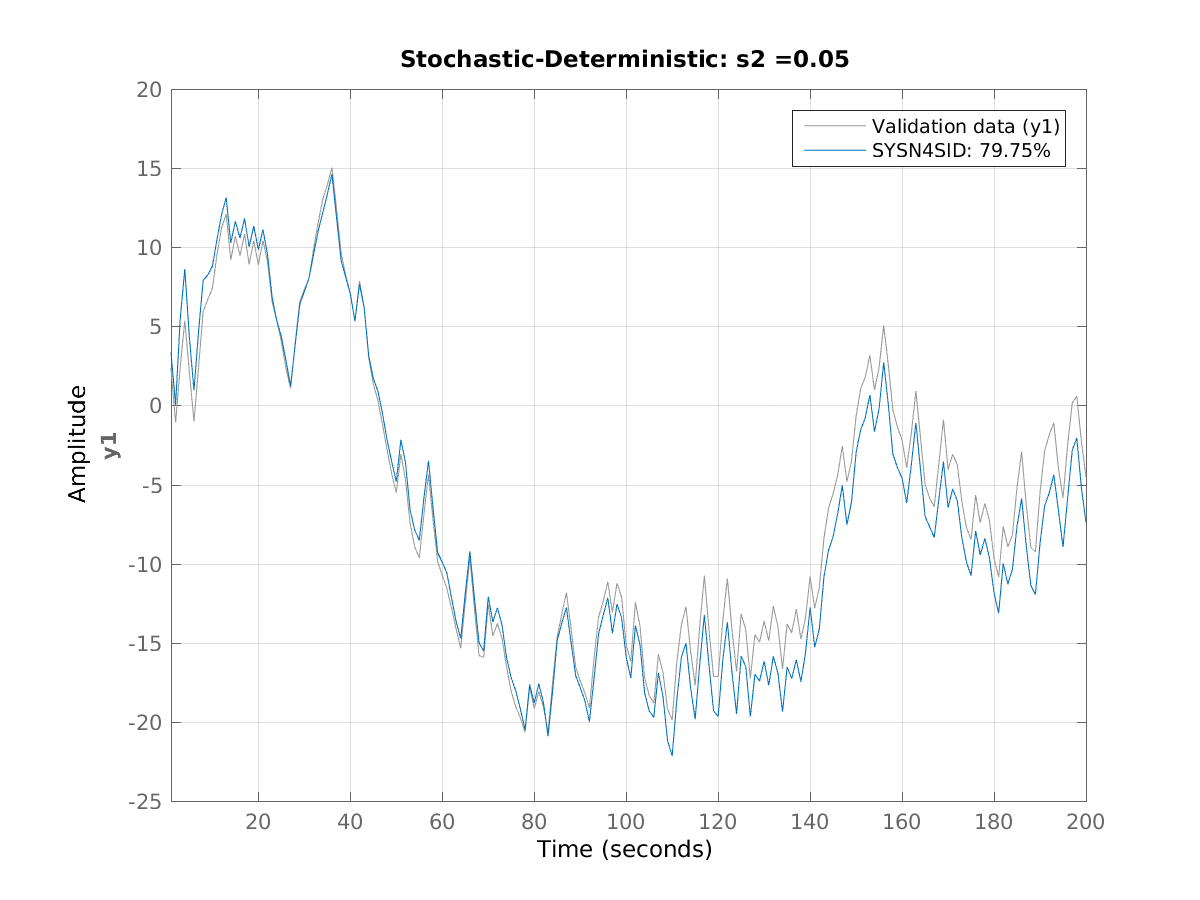 Stochastic-Deterministic: s2 =0.05
Validation data (y1)
SYSN4SID: 79.75%
20
15
10
5
0
-5
-10
-15
-20
-25
Amplitude
y1
20 40 60 80 100 120 140 160 180 200
Time (seconds)